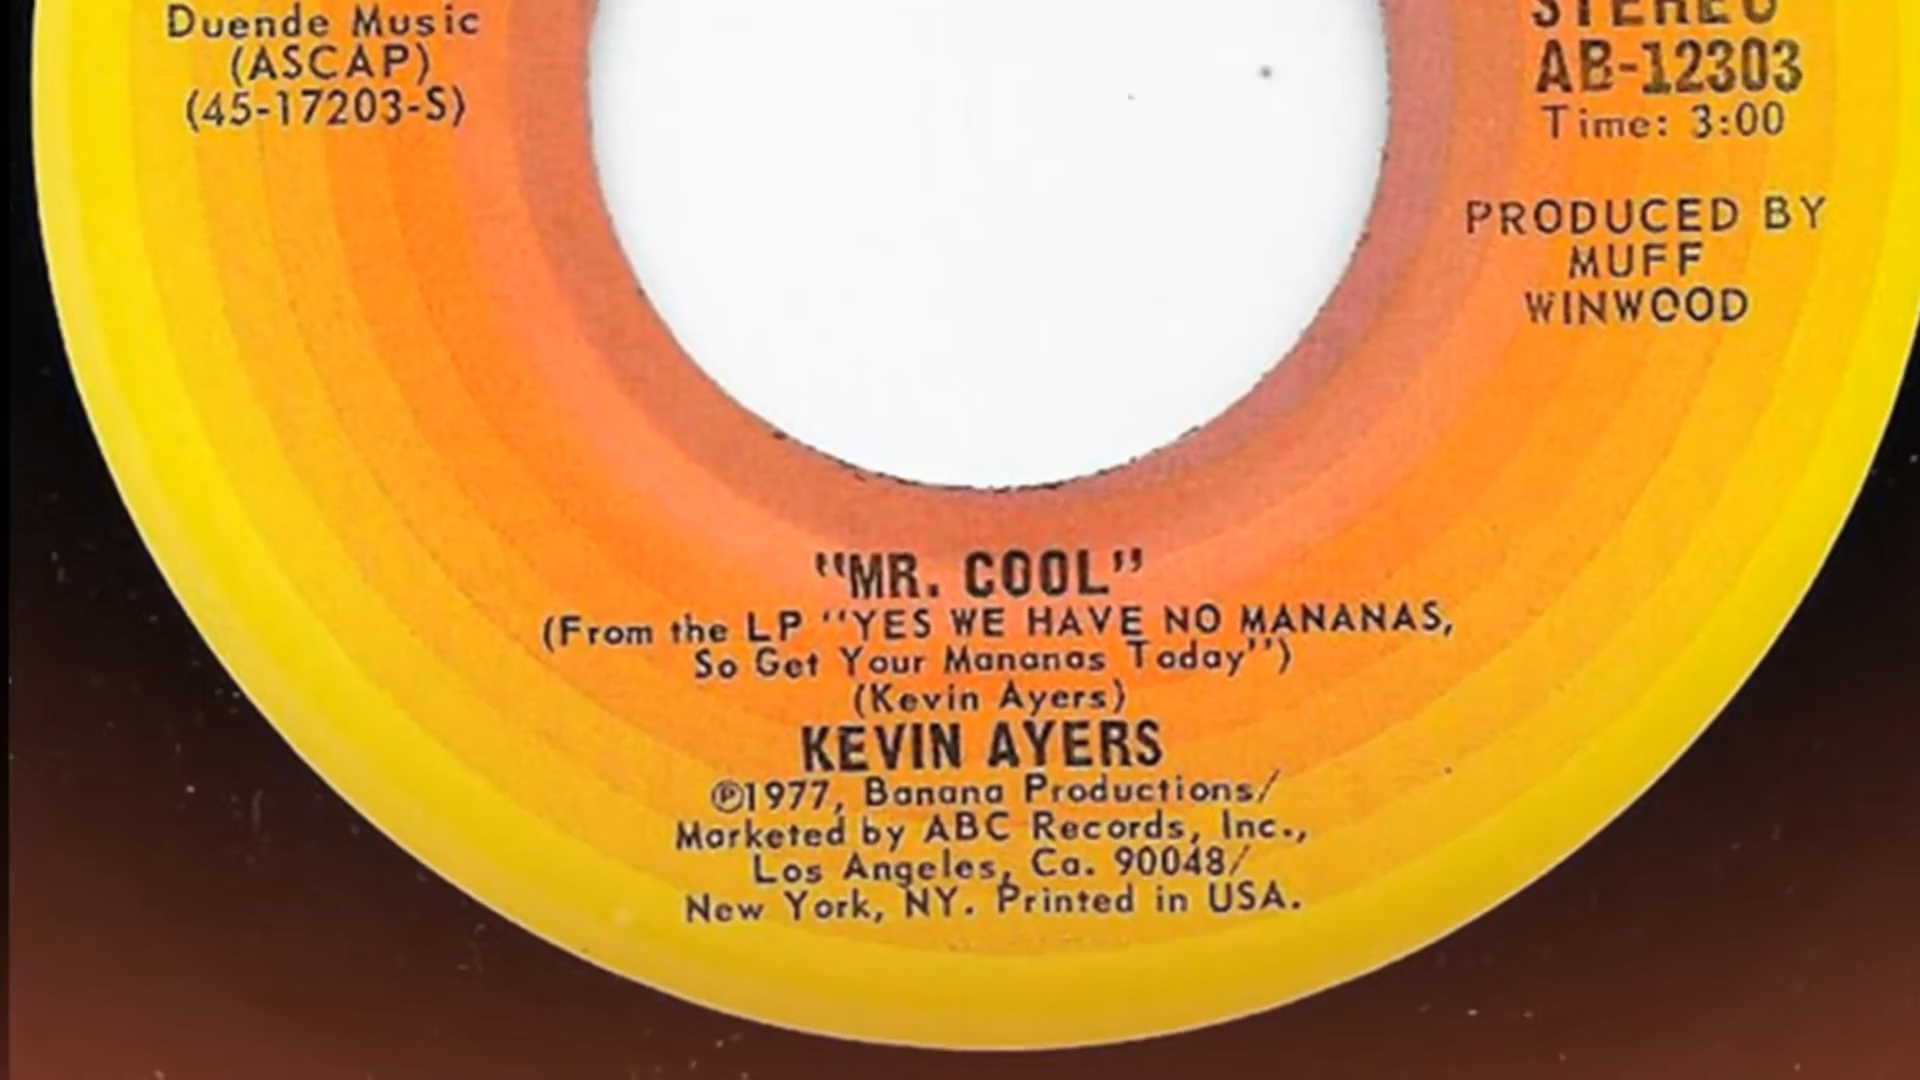 Duende Music
(ASCAP)
(45-17203-S)
STEREO
AB-12303
Time: 3:00
PRODUCED BY
MUFF
WINWOOD
"MR. COOL"
(From the LP "YES WE HAVE NO MANANAS,
So Get Your Mananas Today")
(Kevin Ayers)
KEVIN AYERS
℗1977, Banana Productions/
Marketed by ABC Records, Inc.,
Los Angeles, Ca. 90048/
New York, NY. Printed in USA.